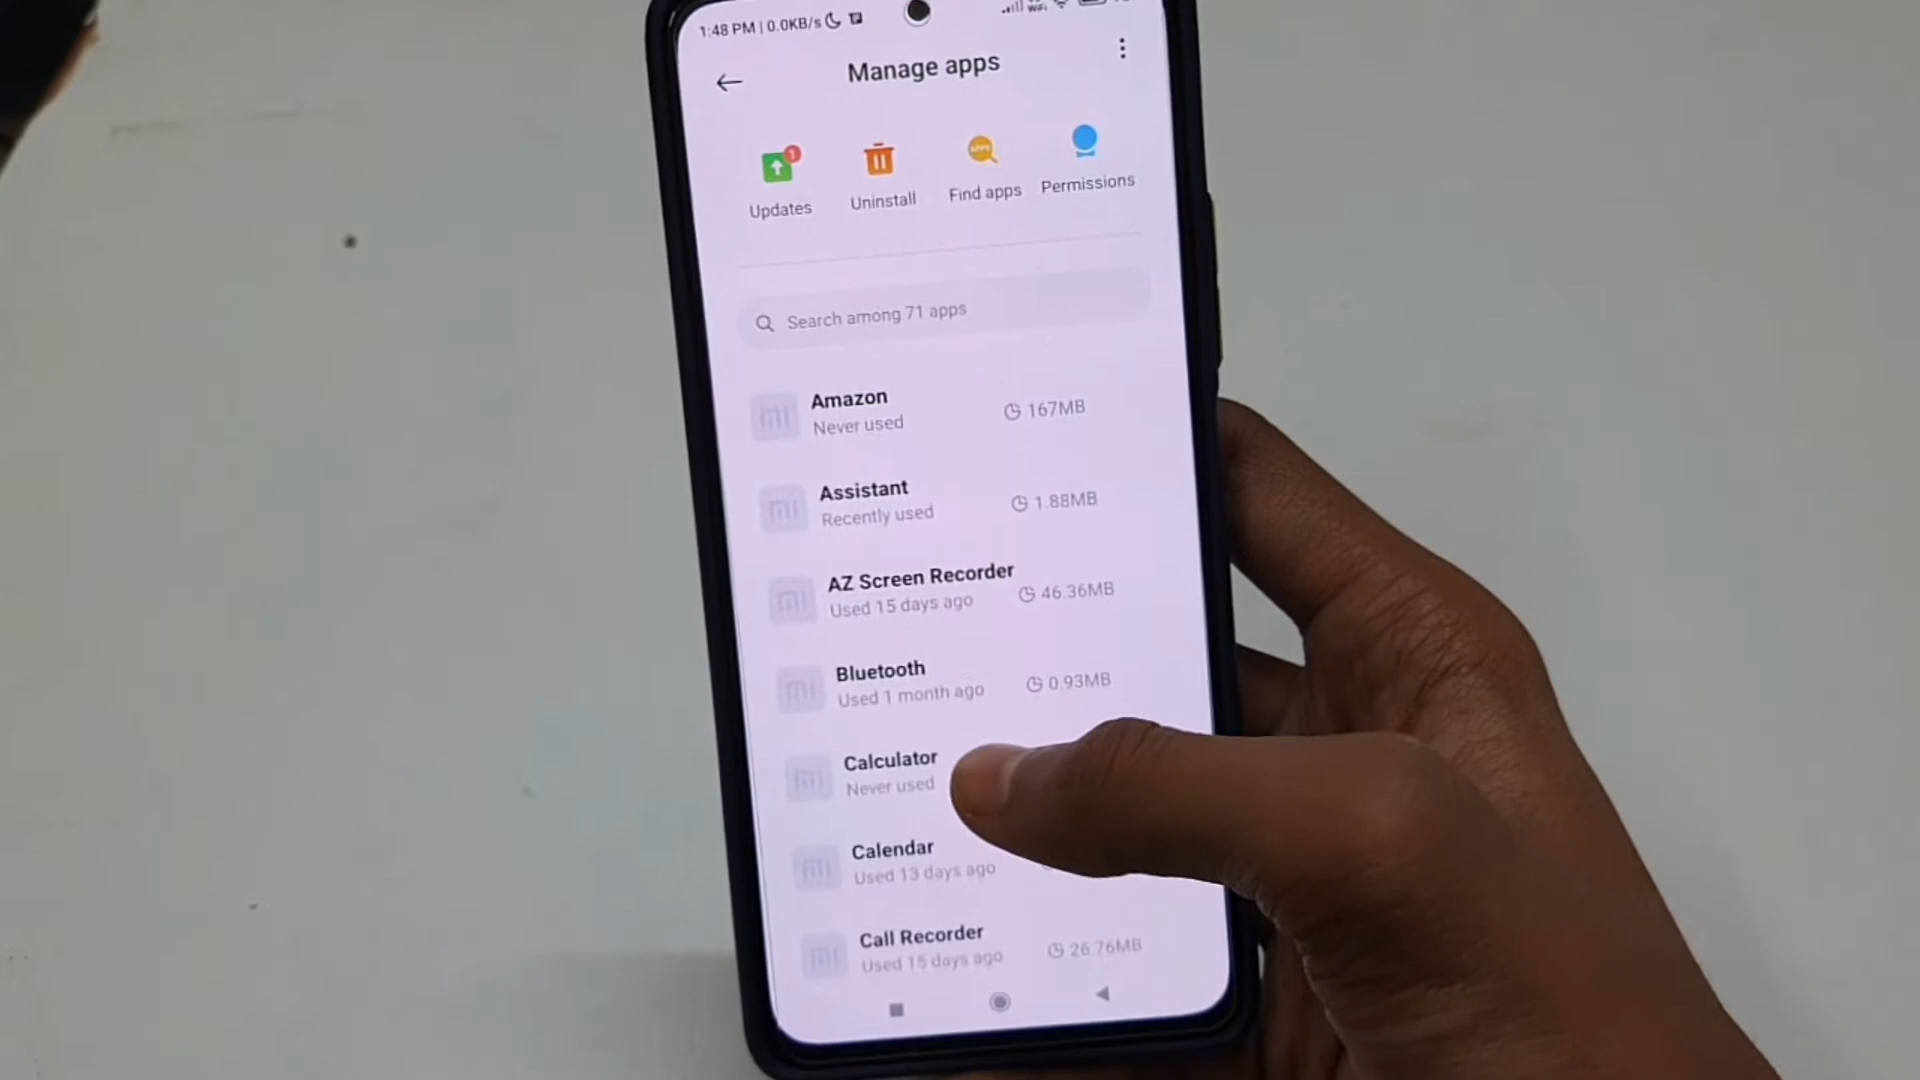 1:48 PM | 0.0KB/s
Manage apps
1
Updates
Uninstall
APPS
Find apps
Permissions
Search among 71 apps
Amazon
Never used
167MB
Assistant
Recently used
1.88MB
AZ Screen Recorder
Used 15 days ago
46.36MB
Bluetooth
Used 1 month ago
0.93MB
Calculator
Never used
Calendar
Used 13 days ago
Call Recorder
Used 15 days ago
26.76MB